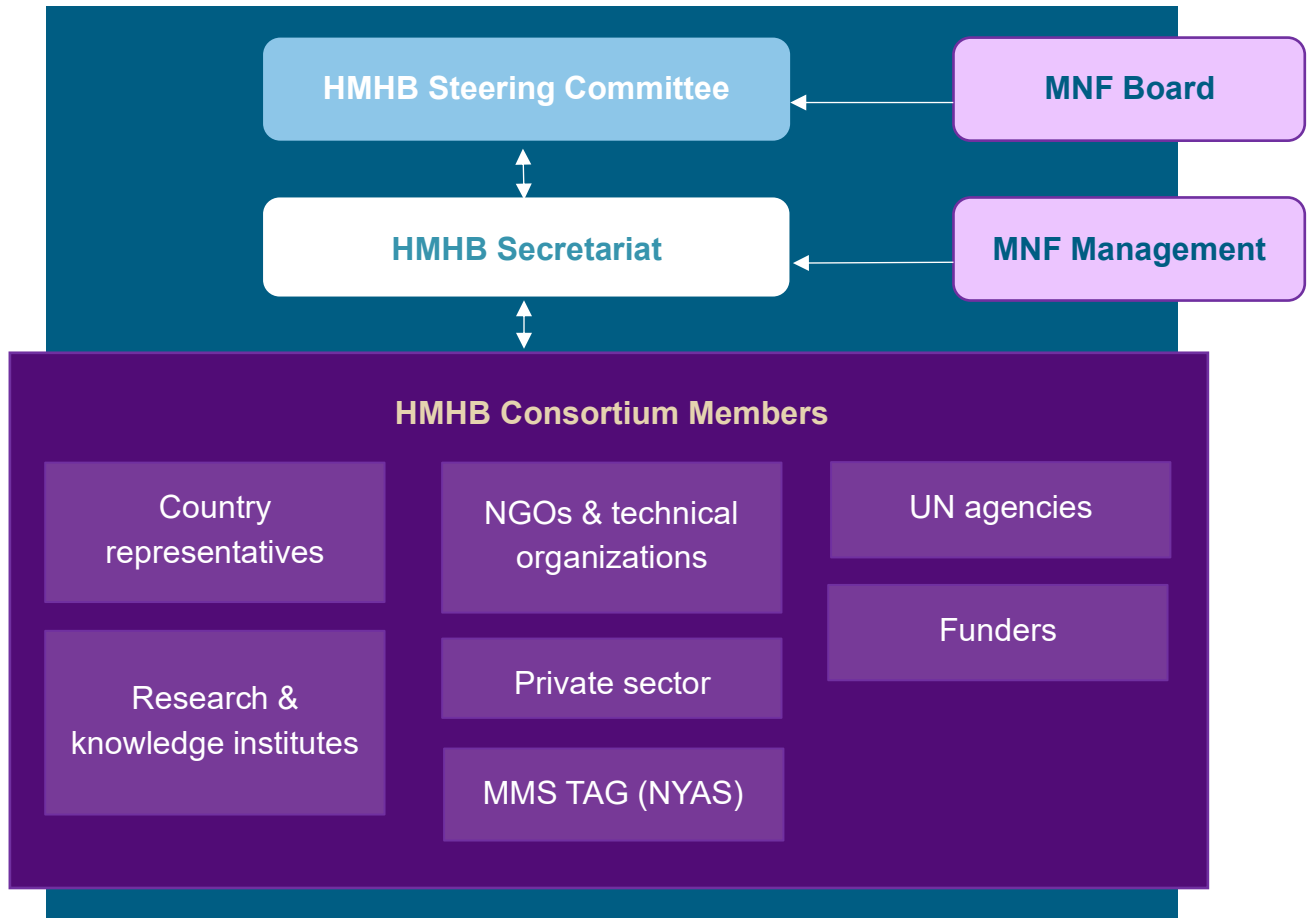 HMHB Steering Committee
MNF Board
HMHB Secretariat
MNF Management
HMHB Consortium Members
Country
representatives
Research &
knowledge institutes
NGOs & technical
organizations
Private sector
MMS TAG (NYAS)
UN agencies
Funders